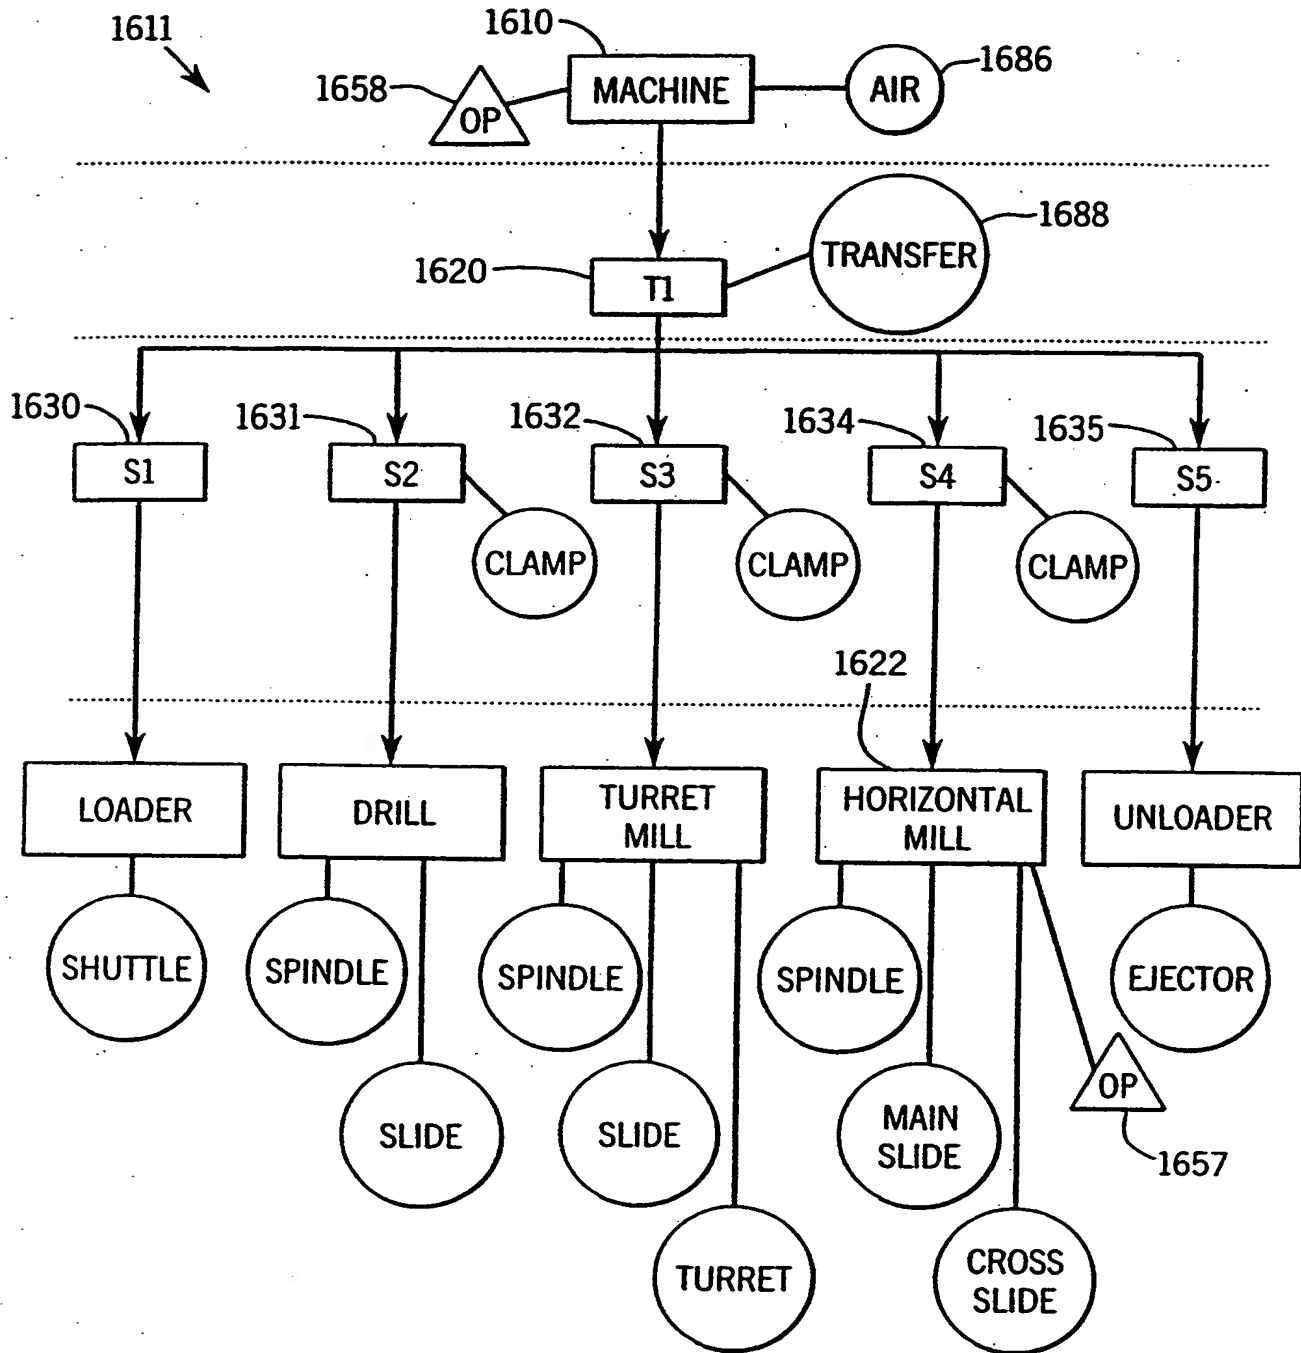 1611
1610
1658
OP
MACHINE
AIR
1686
1620
T1
TRANSFER
1688
1630
1631
1632
1634
1635
S1
S2
S3
S4
S5
CLAMP
CLAMP
CLAMP
1622
LOADER
DRILL
TURRET
MILL
HORIZONTAL
MILL
UNLOADER
SHUTTLE
SPINDLE
SPINDLE
SPINDLE
EJECTOR
SLIDE
SLIDE
MAIN
SLIDE
OP
1657
TURRET
CROSS
SLIDE